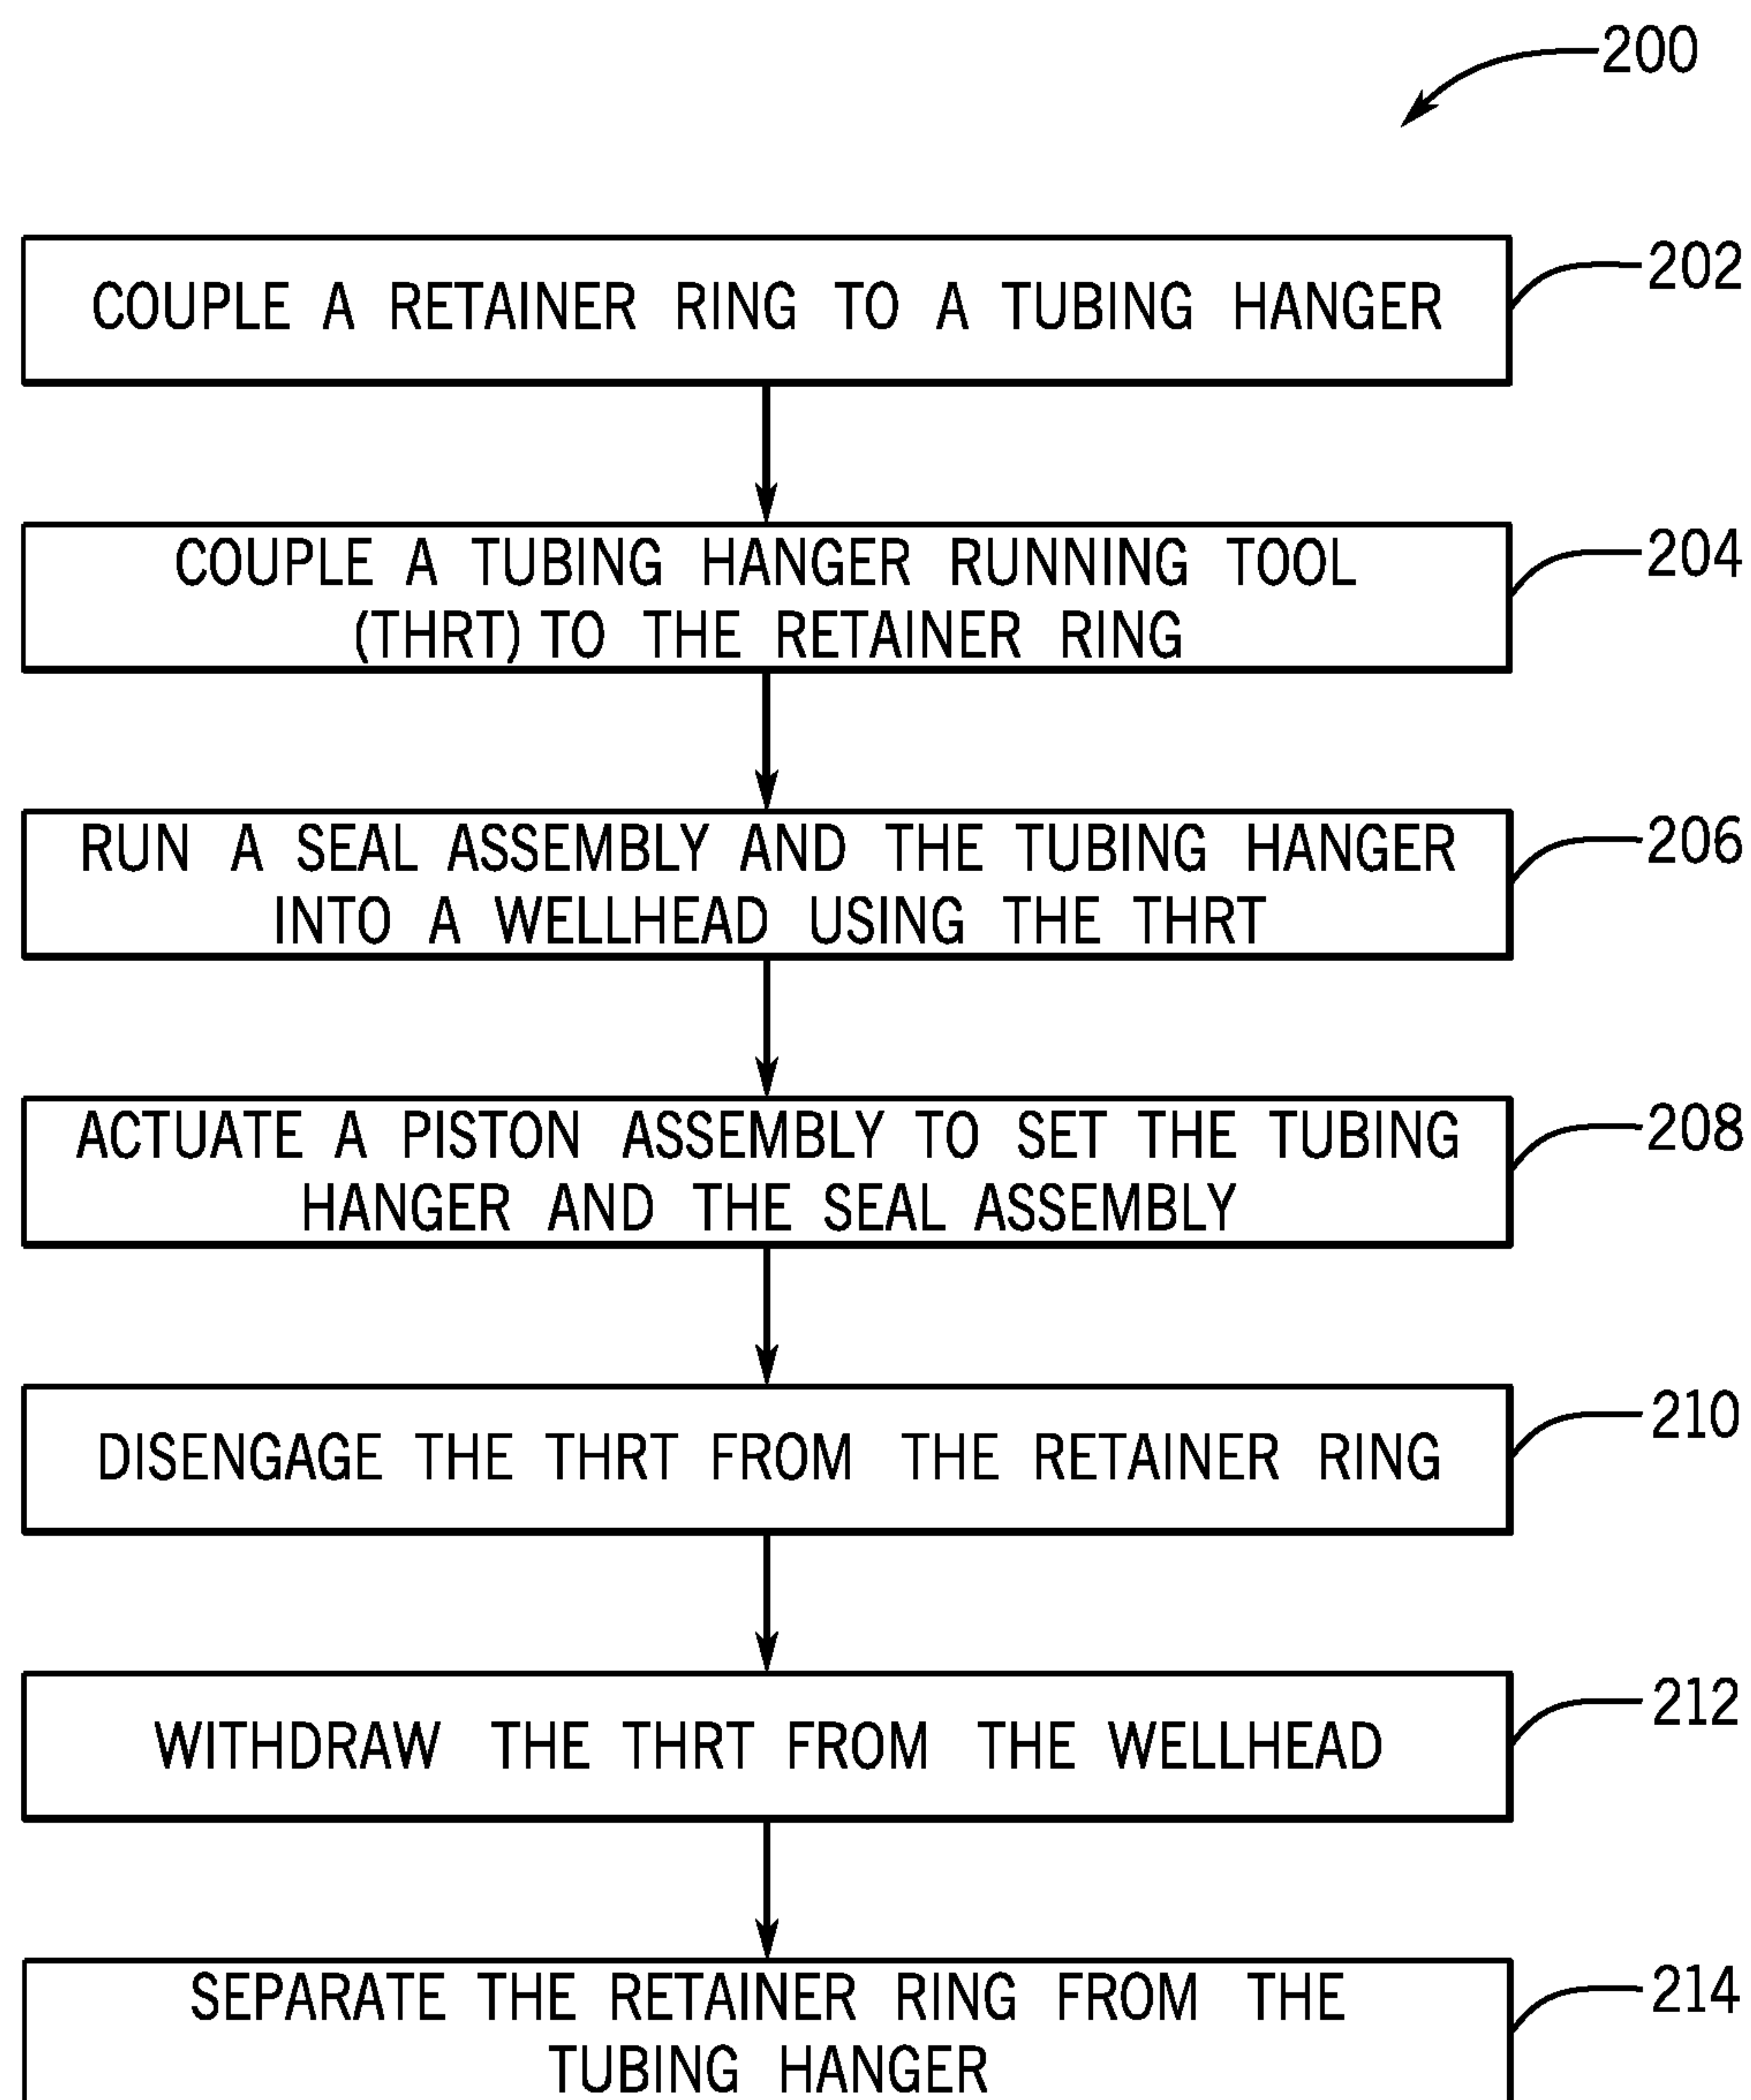 200
COUPLE A RETAINER RING TO A TUBING HANGER
202
COUPLE A TUBING HANGER RUNNING TOOL
(THRT) TO THE RETAINER RING
204
RUN A SEAL ASSEMBLY AND THE TUBING HANGER
INTO A WELLHEAD USING THE THRT
206
ACTUATE A PISTON ASSEMBLY TO SET THE TUBING
HANGER AND THE SEAL ASSEMBLY
208
DISENGAGE THE THRT FROM THE RETAINER RING
210
WITHDRAW THE THRT FROM THE WELLHEAD
212
SEPARATE THE RETAINER RING FROM THE
TUBING HANGER
214